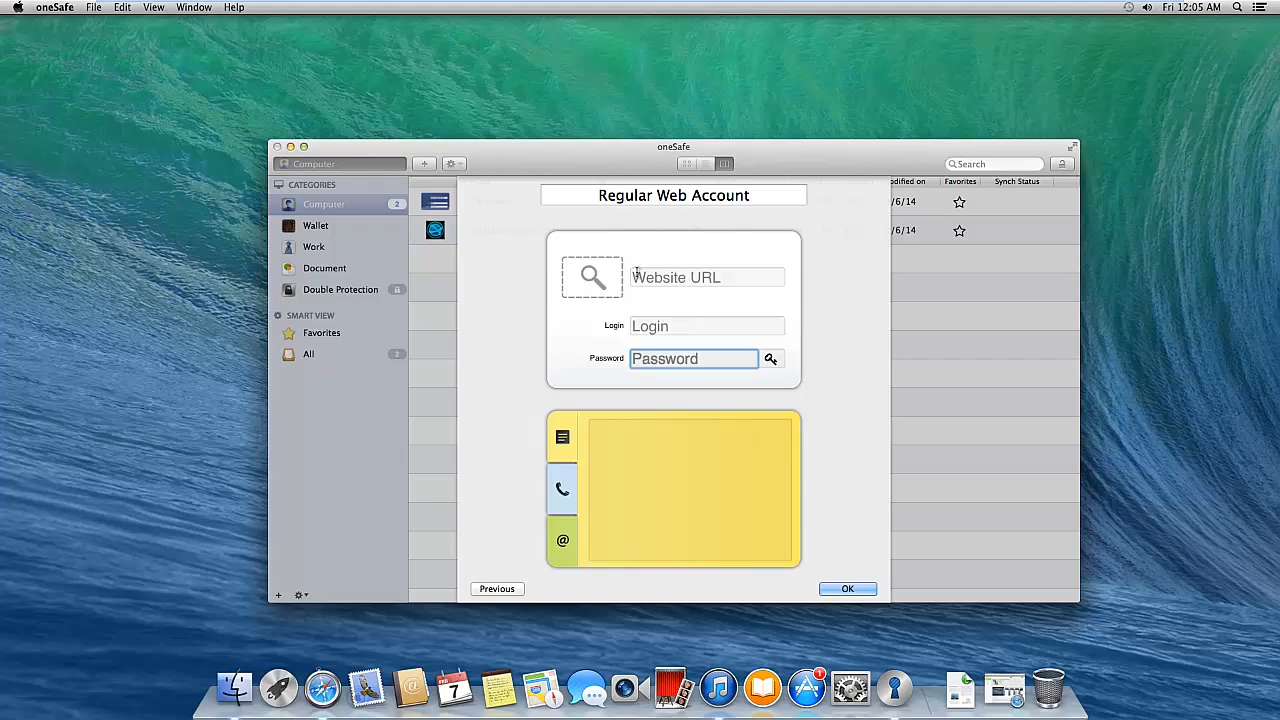 oneSafe File Edit View Window Help Fri 12:05 AM
oneSafe
Computer Search
CATEGORIES
Computer 2
Wallet
Work
Document
Double Protection
SMART VIEW
Favorites
All 2
Regular Web Account
Favorites Synch Status
/6/14
/6/14
Website URL
Login Login
Password Password
@
Previous OK
7
1